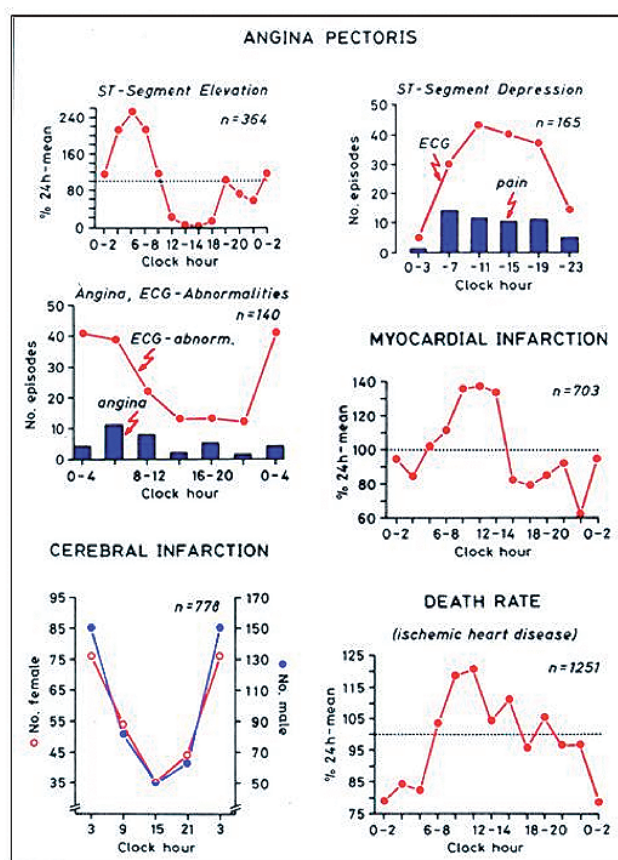 ANGINA PECTORIS
ST-Segment Elevation
n=364
% 24h-mean
240
160
80
0
0-2 6-8 12-14 18-20 0-2
Clock hour
ST-Segment Depression
n=165
ECG
pain
No. episodes
50
40
30
20
10
0
0-3 -7 -11 -15 -19 -23
Clock hour
Angina, ECG-Abnormalities
n=140
ECG-abnorm.
angina
No. episodes
50
40
30
20
10
0
0-4 8-12 16-20 0-4
Clock hour
MYOCARDIAL INFARCTION
n=703
% 24h-mean
140
120
100
80
60
0-2 6-8 12-14 18-20 0-2
Clock hour
CEREBRAL INFARCTION
n=778
No. female
95
85
75
65
55
45
35
No. male
170
150
130
110
90
70
50
3 9 15 21 3
Clock hour
DEATH RATE
(ischemic heart disease)
n=1251
% 24h-mean
125
115
105
95
85
75
0-2 6-8 12-14 18-20 0-2
Clock hour